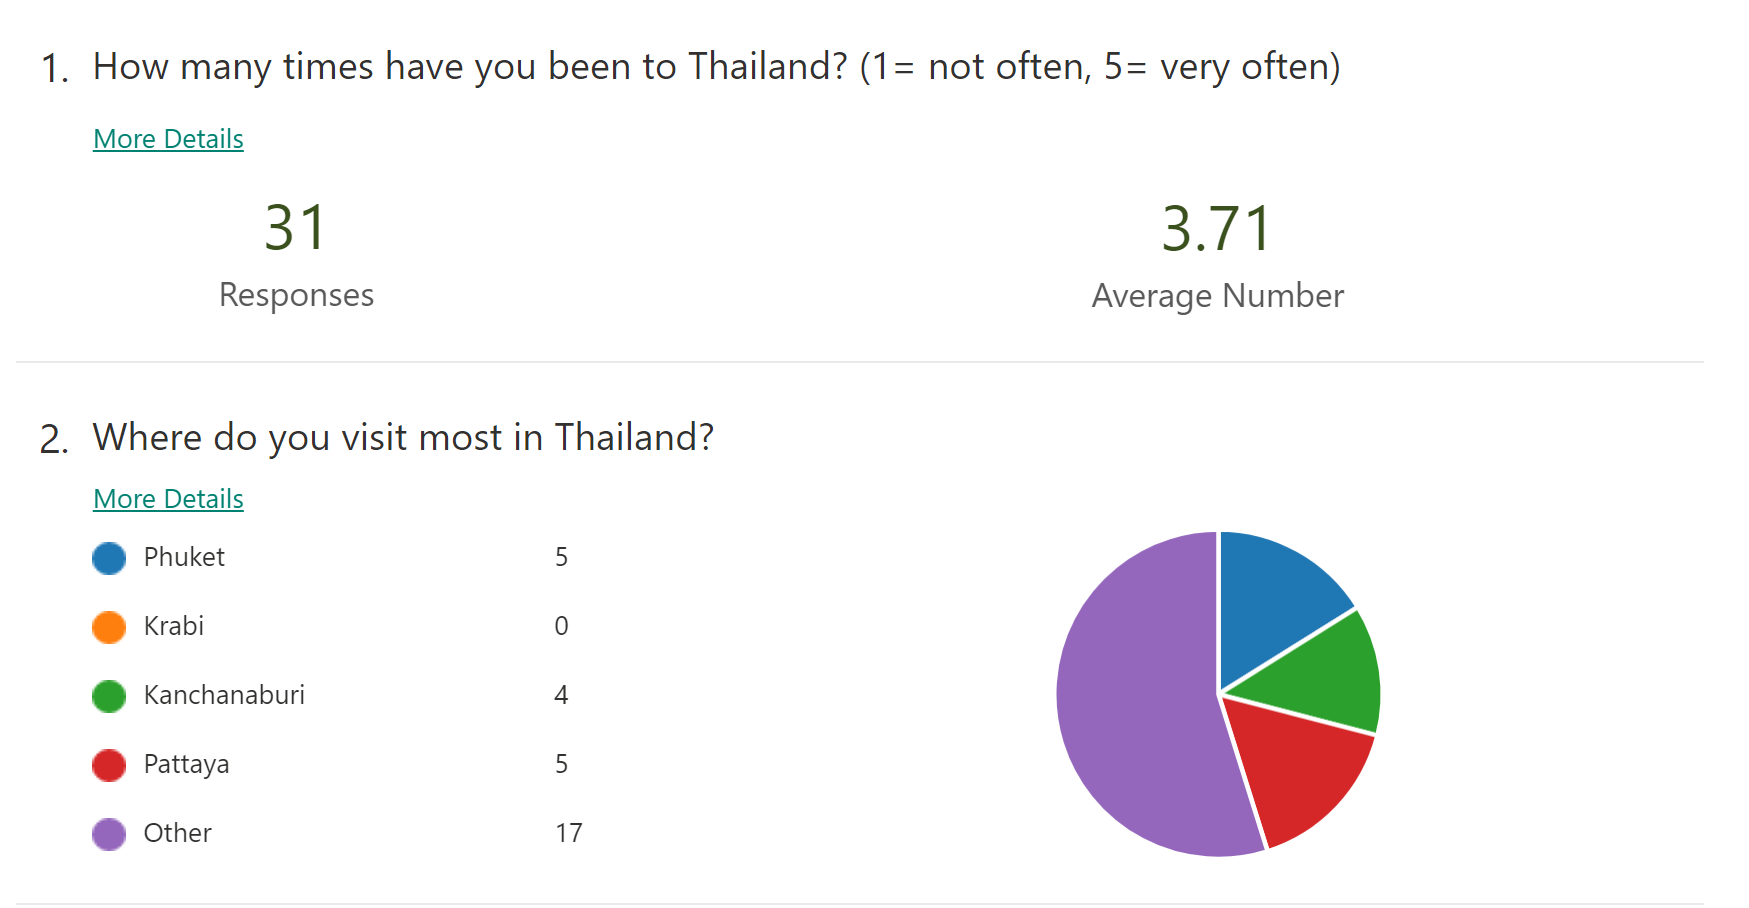 1. How many times have you been to Thailand? (1= not often, 5= very often)
More Details
31
Responses
3.71
Average Number
2. Where do you visit most in Thailand?
More Details
Phuket 5
Krabi 0
Kanchanaburi 4
Pattaya 5
Other 17